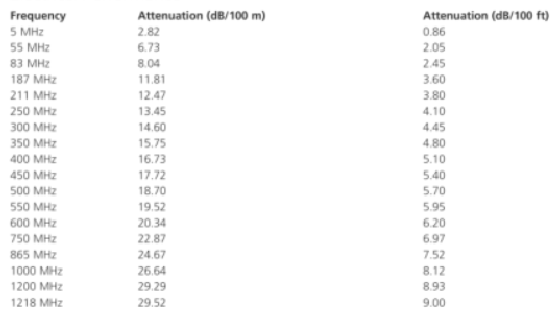 Frequency Attenuation (dB/100 m) Attenuation (dB/100 ft)
5 MHz 2.82 0.86
55 MHz 6.73 2.05
83 MHz 8.04 2.45
187 MHz 11.81 3.60
211 MHz 12.47 3.80
250 MHz 13.45 4.10
300 MHz 14.60 4.45
350 MHz 15.75 4.80
400 MHz 16.73 5.10
450 MHz 17.72 5.40
500 MHz 18.70 5.70
550 MHz 19.52 5.95
600 MHz 20.34 6.20
750 MHz 22.87 6.97
865 MHz 24.67 7.52
1000 MHz 26.64 8.12
1200 MHz 29.29 8.93
1218 MHz 29.52 9.00